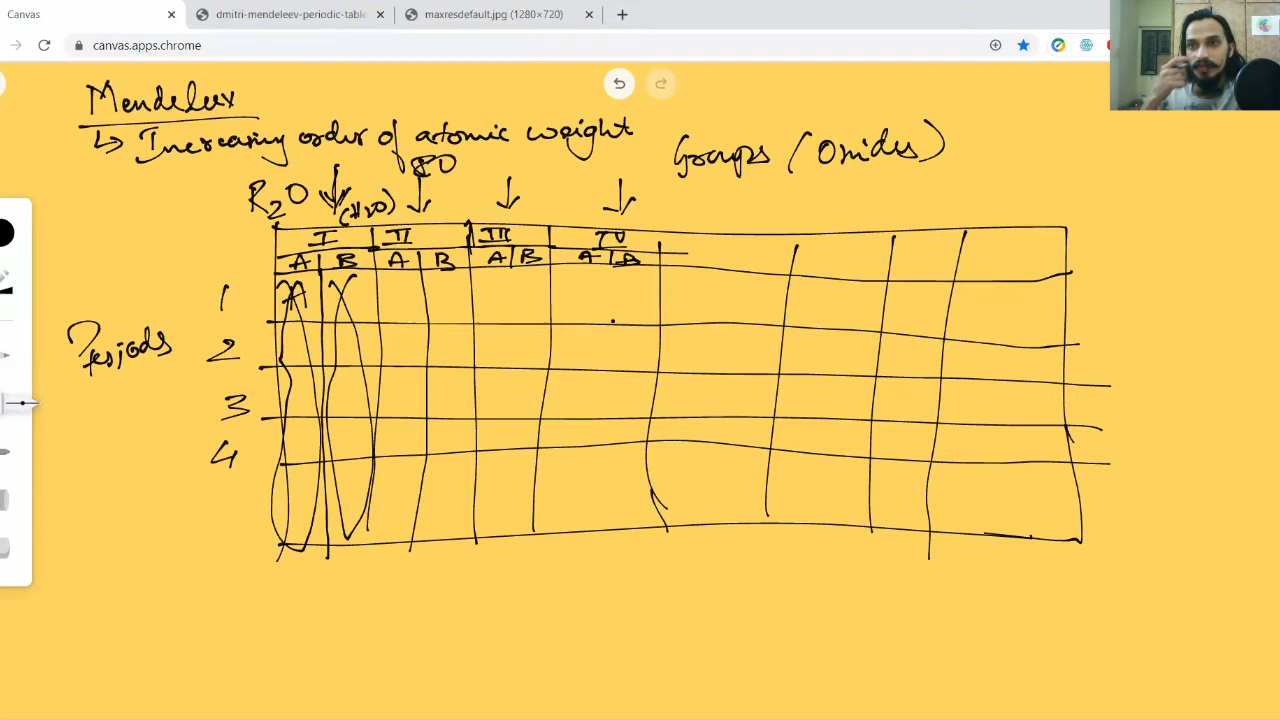 Canvas
dmitri-mendeleev-periodic-table
maxresdefault.jpg (1280×720)
canvas.apps.chrome
Mendeleev
↳ Increasing order of atomic weight
Groups (Oxides)
R2O (H2O) RO
I II III IV
A B A B A B A B
1
Periods
2
3
4